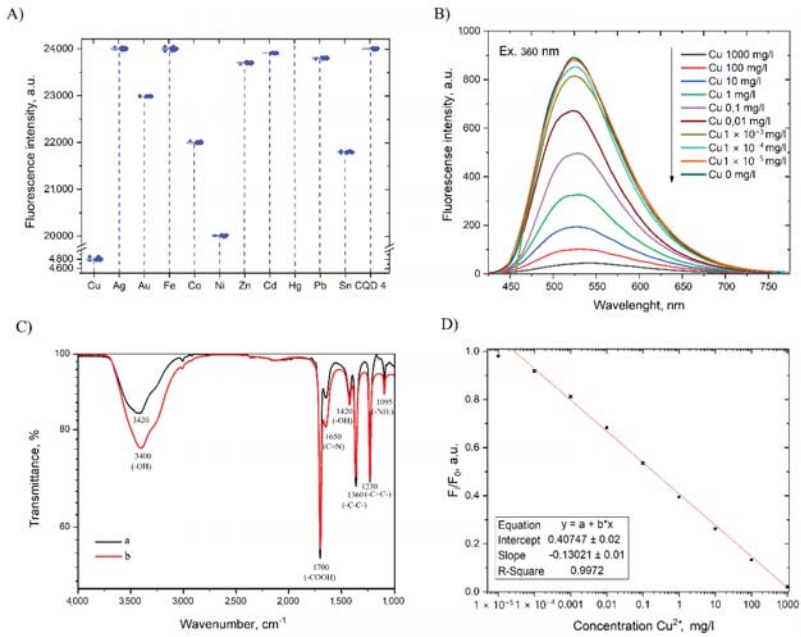 A)
Fluorescence intensity, a.u.
24000
23000
22000
21000
20000
4.800
4.600
Cu Ag Au Fe Co Ni Zn Cd Hg Pb Sn CQD 4
B)
Fluorescense intensity, a.u.
1000
800
600
400
200
0
Ex. 360 nm
Cu 1000 mg/l
Cu 100 mg/l
Cu 10 mg/l
Cu 1 mg/l
Cu 0,1 mg/l
Cu 0,01 mg/l
Cu1 × 10⁻³ mg/l
Cu 1 × 10⁻⁴ mg/l
Cu1 × 10⁻⁵ mg/l
Cu 0 mg/l
450 500 550 600 650 700 750
Wavelenght, nm
C)
Transmittance, %
100
80
60
3420
3400
(-OH)
1700
(-COOH)
1650
(C=N)
1420
(-OH)
1360
(-C-C-)
1230
(-C=C-)
1095
(-NH₂)
a
b
4,000 3,500 3,000 2,500 2,000 1,500 1,000
Wavenumber, cm⁻¹
D)
Fᵢ/F₀, a.u.
1.0
0.8
0.6
0.4
0.2
0.0
Equation y = a + b*x
Intercept 0.40747 ± 0.02
Slope -0.13021 ± 0.01
R-Square 0.9972
1 × 10⁻⁵ 1 × 10⁻⁴ 0.001 0.01 0.1 1 10 100 1000
Concentration Cu²⁺, mg/l